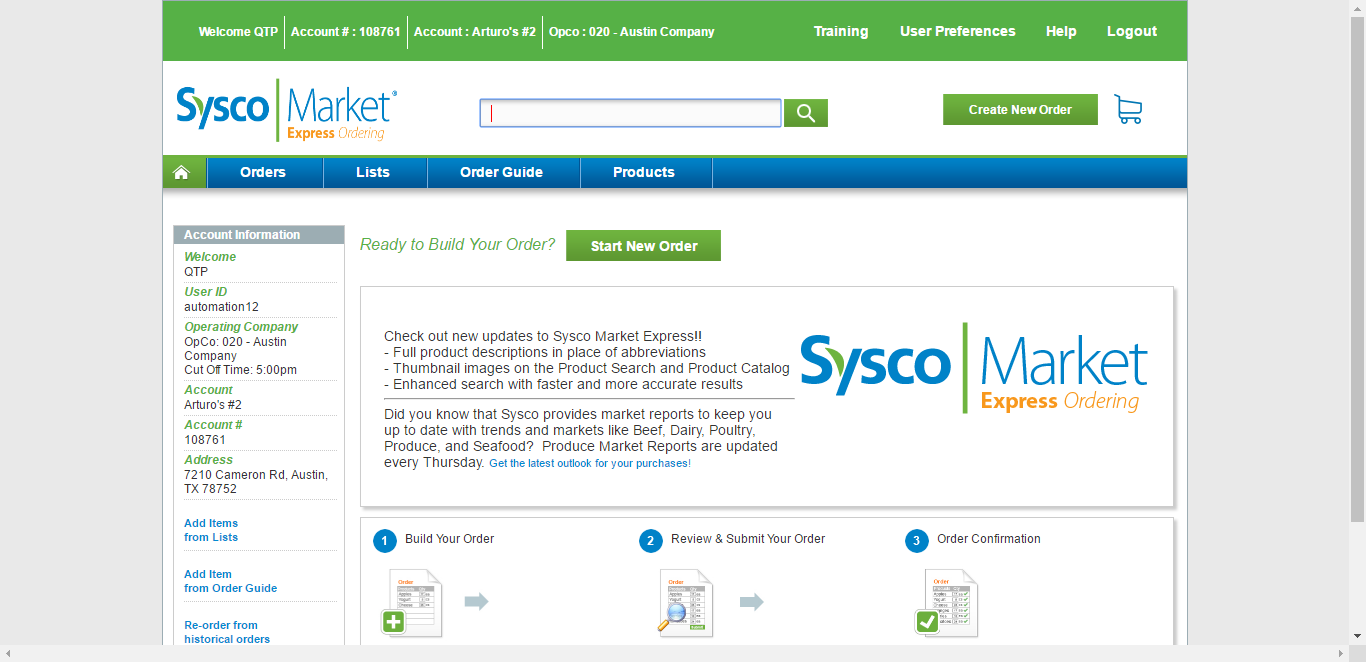 Welcome QTP
Account # : 108761
Account : Arturo's #2
Opco : 020 - Austin Company
Training
User Preferences
Help
Logout
Sysco Market®
Express Ordering
Create New Order
Orders
Lists
Order Guide
Products
Account Information
Welcome
QTP
User ID
automation12
Operating Company
OpCo: 020 - Austin
Company
Cut Off Time: 5:00pm
Account
Arturo's #2
Account #
108761
Address
7210 Cameron Rd, Austin,
TX 78752
Add Items
from Lists
Add Item
from Order Guide
Re-order from
historical orders
Ready to Build Your Order?
Start New Order
Check out new updates to Sysco Market Express!!
- Full product descriptions in place of abbreviations
- Thumbnail images on the Product Search and Product Catalog
- Enhanced search with faster and more accurate results
Did you know that Sysco provides market reports to keep you
up to date with trends and markets like Beef, Dairy, Poultry,
Produce, and Seafood?  Produce Market Reports are updated
every Thursday. Get the latest outlook for your purchases!
Sysco Market
Express Ordering
1 Build Your Order
Order
Apples
Yogurt
Cheese
2 Review & Submit Your Order
Order
Apples
Yogurt
3 Order Confirmation
Order
Apples
Yogurt
Cheese